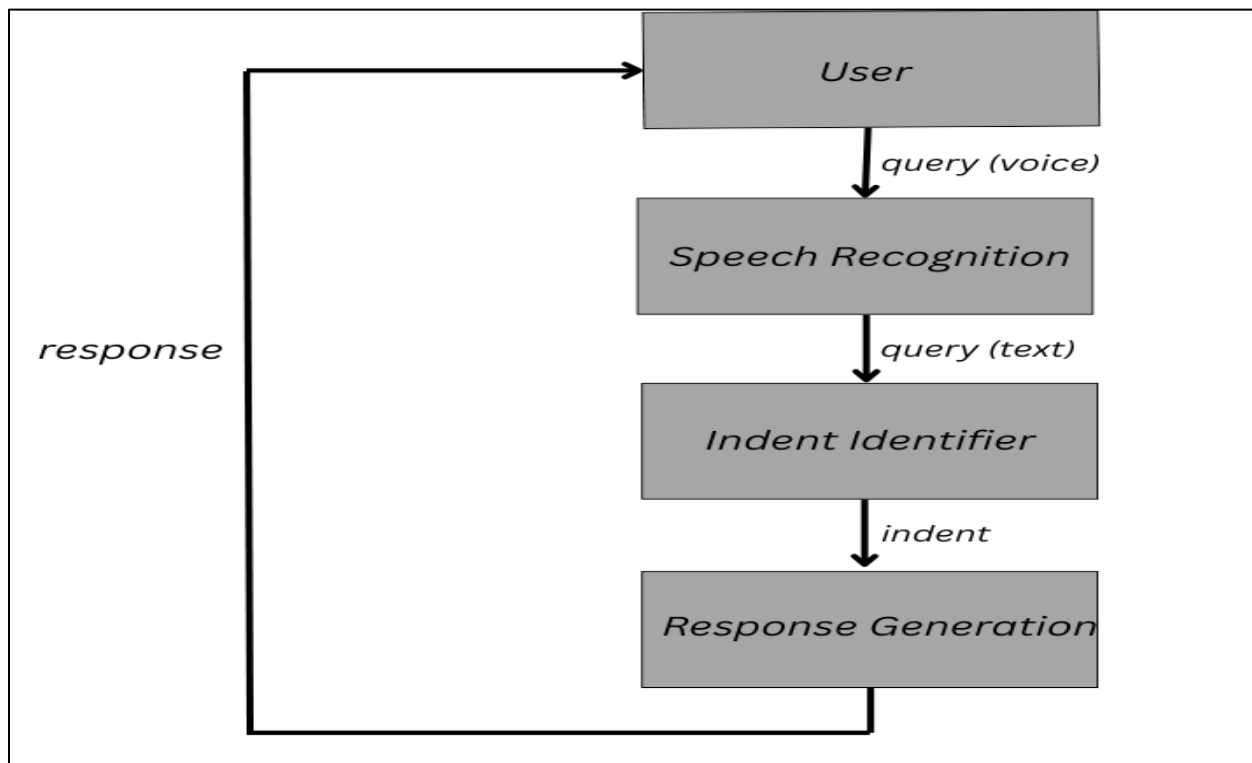 User
query (voice)
Speech Recognition
response
query (text)
Indent Identifier
indent
Response Generation